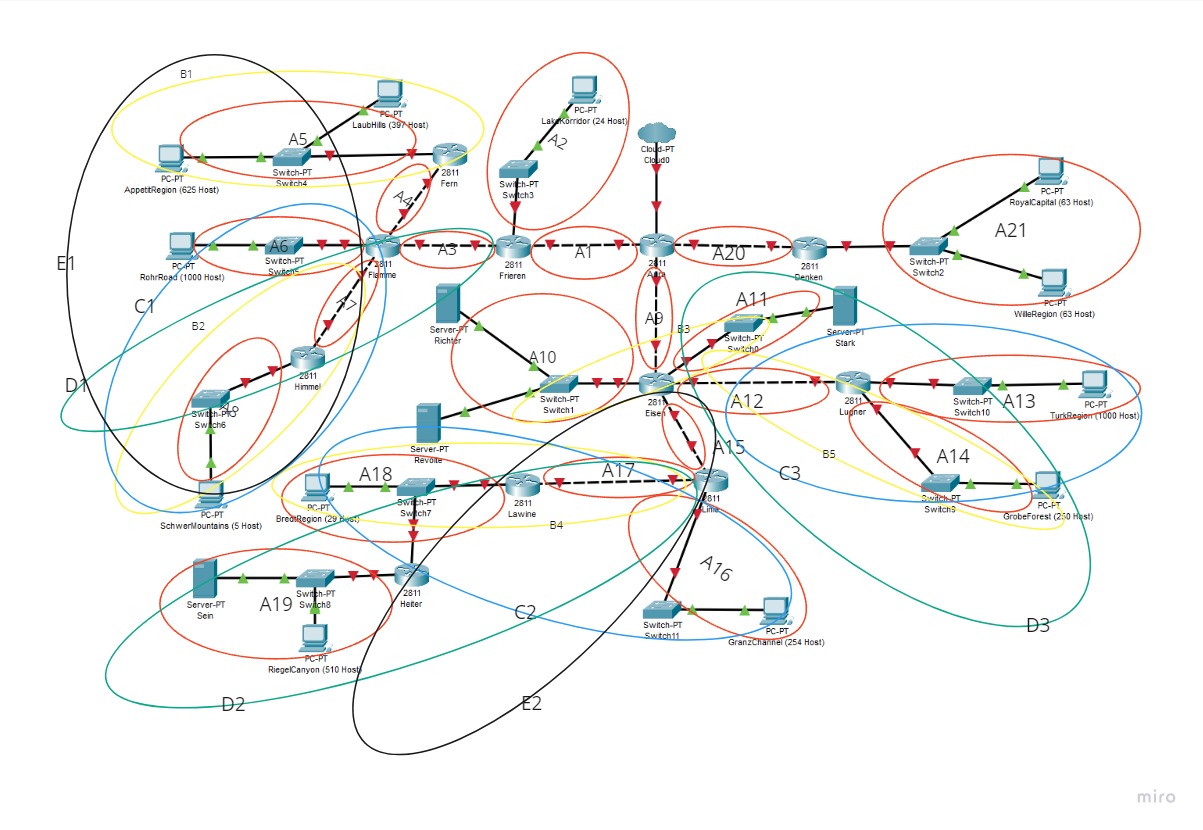 B1
PC-PT
LaubHills (397 Host)
A5
Switch-PT
Switch4
PC-PT
AppetitRegion (625 Host)
2811
Fern
A4
PC-PT
LakeKorridor (24 Host)
A2
Switch-PT
Switch3
Cloud-PT
Cloud0
PC-PT
RoyalCapital (63 Host)
A21
Switch-PT
Switch2
PC-PT
WilleRegion (63 Host)
E1
PC-PT
RohrRoad (1000 Host)
A6
Switch-PT
Switch5
2811
Flamme
A3
2811
Frieren
A1
2811
A20
2811
Denken
C1
B2
A7
D1
2811
Himmel
Switch-PT
Switch6
A8
PC-PT
SchwerMountains (5 Host)
Server-PT
Richter
A10
Switch-PT
Switch1
Server-PT
Revolte
A9
B3
A11
Switch-PT
Switch0
Server-PT
Stark
2811
Eisen
A12
2811
Lugner
Switch-PT
Switch10
A13
PC-PT
TurkRegion (1000 Host)
B5
A14
Switch-PT
Switch9
PC-PT
GrobeForest (250 Host)
C3
A15
A18
PC-PT
BredtRegion (29 Host)
Switch-PT
Switch7
2811
Lawine
A17
B4
2811
Linie
Server-PT
Sein
A19
Switch-PT
Switch8
PC-PT
RiegelCanyon (510 Host)
2811
Heiter
C2
A16
Switch-PT
Switch11
PC-PT
GranzChannel (254 Host)
D3
D2
E2
miro